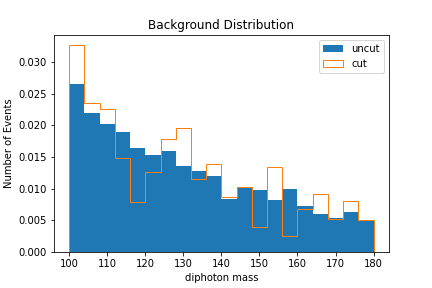 Background Distribution
uncut
cut
Number of Events
0.030
0.025
0.020
0.015
0.010
0.005
0.000
100 110 120 130 140 150 160 170 180
diphoton mass